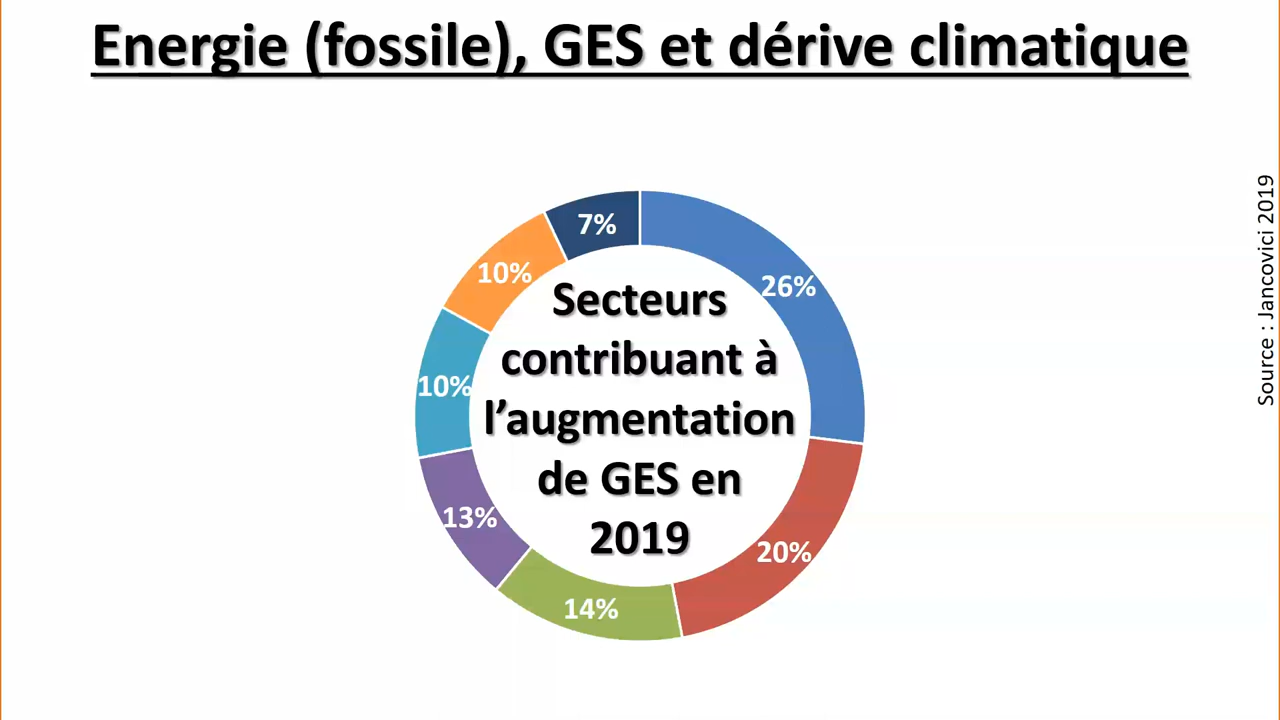 Energie (fossile), GES et dérive climatique
7%
26%
10%
10%
13%
14%
20%
Secteurs
contribuant à
l’augmentation
de GES en
2019
Source : Jancovici 2019